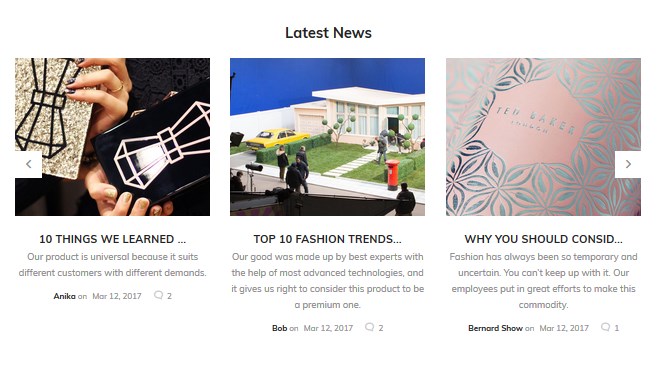 Latest News
TED BAKER
LONDON
10 THINGS WE LEARNED ...
Our product is universal because it suits
different customers with different demands.
Anika on Mar 12, 2017 2
TOP 10 FASHION TRENDS...
Our good was made up by best experts with
the help of most advanced technologies, and
it gives us right to consider this product to be
a premium one.
Bob on Mar 12, 2017 2
WHY YOU SHOULD CONSID...
Fashion has always been so temporary and
uncertain. You can't keep up with it. Our
employees put in great efforts to make this
commodity.
Bernard Show on Mar 12, 2017 1